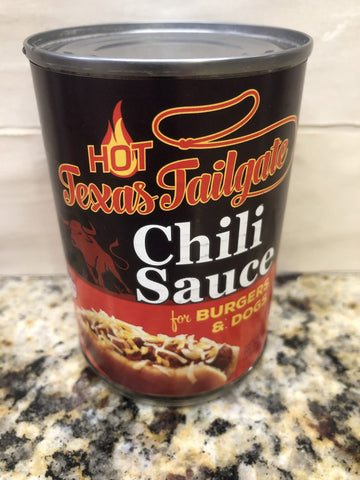 HOT
Texas Tailgate
Chili
Sauce
for BURGERS
& DOGS